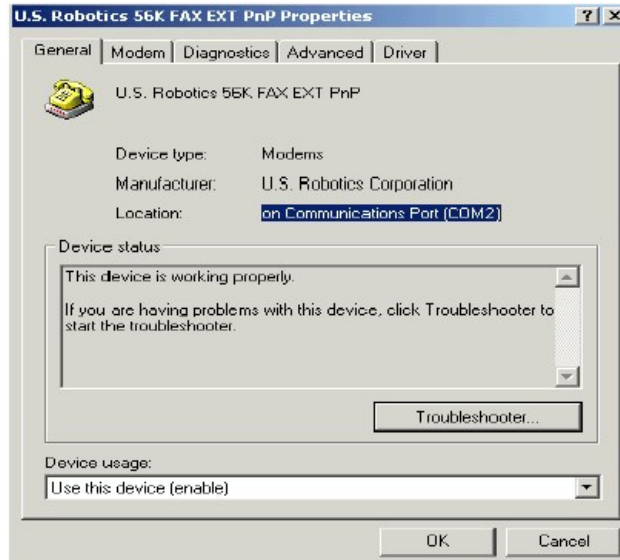 U.S. Robotics 56K FAX EXT PnP Properties
General Modem Diagnostics Advanced Driver
U.S. Robotics 56K FAX EXT PnP
Device type: Modems
Manufacturer: U.S. Robotics Corporation
Location: on Communications Port (COM2)
Device status
This device is working properly.
If you are having problems with this device, click Troubleshooter to
start the troubleshooter.
Troubleshooter...
Device usage:
Use this device (enable)
OK Cancel